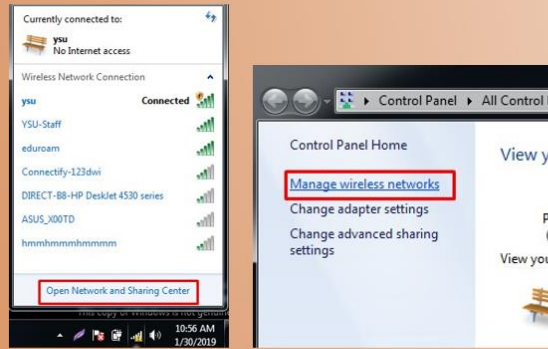 Currently connected to:
ysu
No Internet access
Wireless Network Connection
ysu Connected
YSU-Staff
eduroam
Connectify-123dwi
DIRECT-B8-HP DeskJet 4530 series
ASUS_X00TD
hmmhmmmhmmmm
Open Network and Sharing Center
This copy of Windows is not genuine
10:56 AM
1/30/2019
Control Panel All Control
Control Panel Home
Manage wireless networks
Change adapter settings
Change advanced sharing
settings
View y
P
(
View you